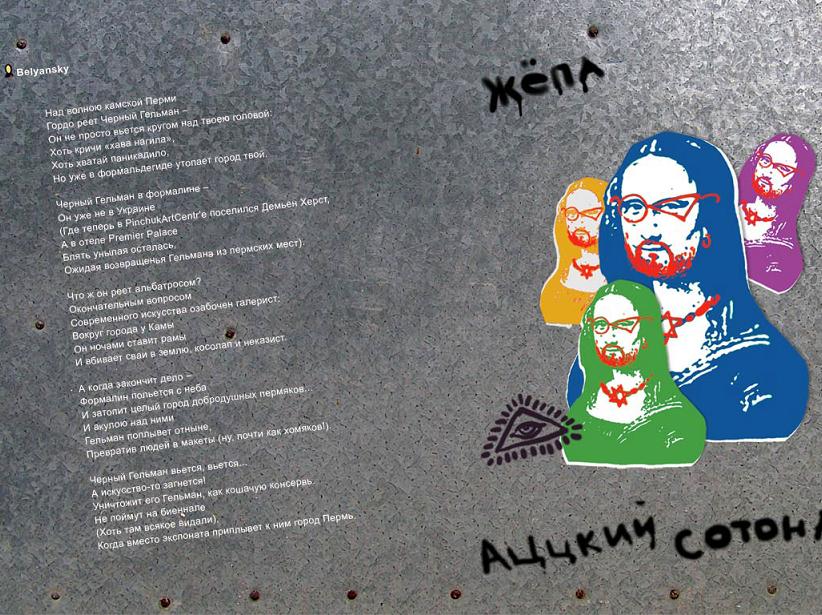 Belyansky
Над волною камской Перми
Гордо реет Черный Гельман –
Он не просто вьется кругом над твоею головой:
Хоть кричи «хава нагила»,
Хоть хватай паникадило,
Но уже в формальдегиде утопает город твой.
Черный Гельман в формалине –
Он уже не в Украине
(Где теперь в PinchukArtCentr'е поселился Демьен Херст,
А в отеле Premier Palace
Блять унылая осталась,
Ожидая возвращенья Гельмана из пермских мест).
Что ж он реет альбатросом?
Окончательным вопросом
Современного искусства озабочен галерист:
Вокруг города у Камы
Он ночами ставит рамы
И вбивает сваи в землю, косолап и неказист.
А когда закончит дело –
Формалин польется с неба
И затопит целый город добродушных пермяков...
И акулою над ними
Гельман поплывет отныне,
Превратив людей в макеты (ну, почти как хомяков!)
Черный Гельман вьется, вьется...
А искусство-то загнется!
Уничтожит его Гельман, как кошачую консервь.
Не поймут на биеннале
(Хоть там всякое видали),
Когда вместо экспоната приплывет к ним город Пермь.
Жёпа
Аццкий сотона